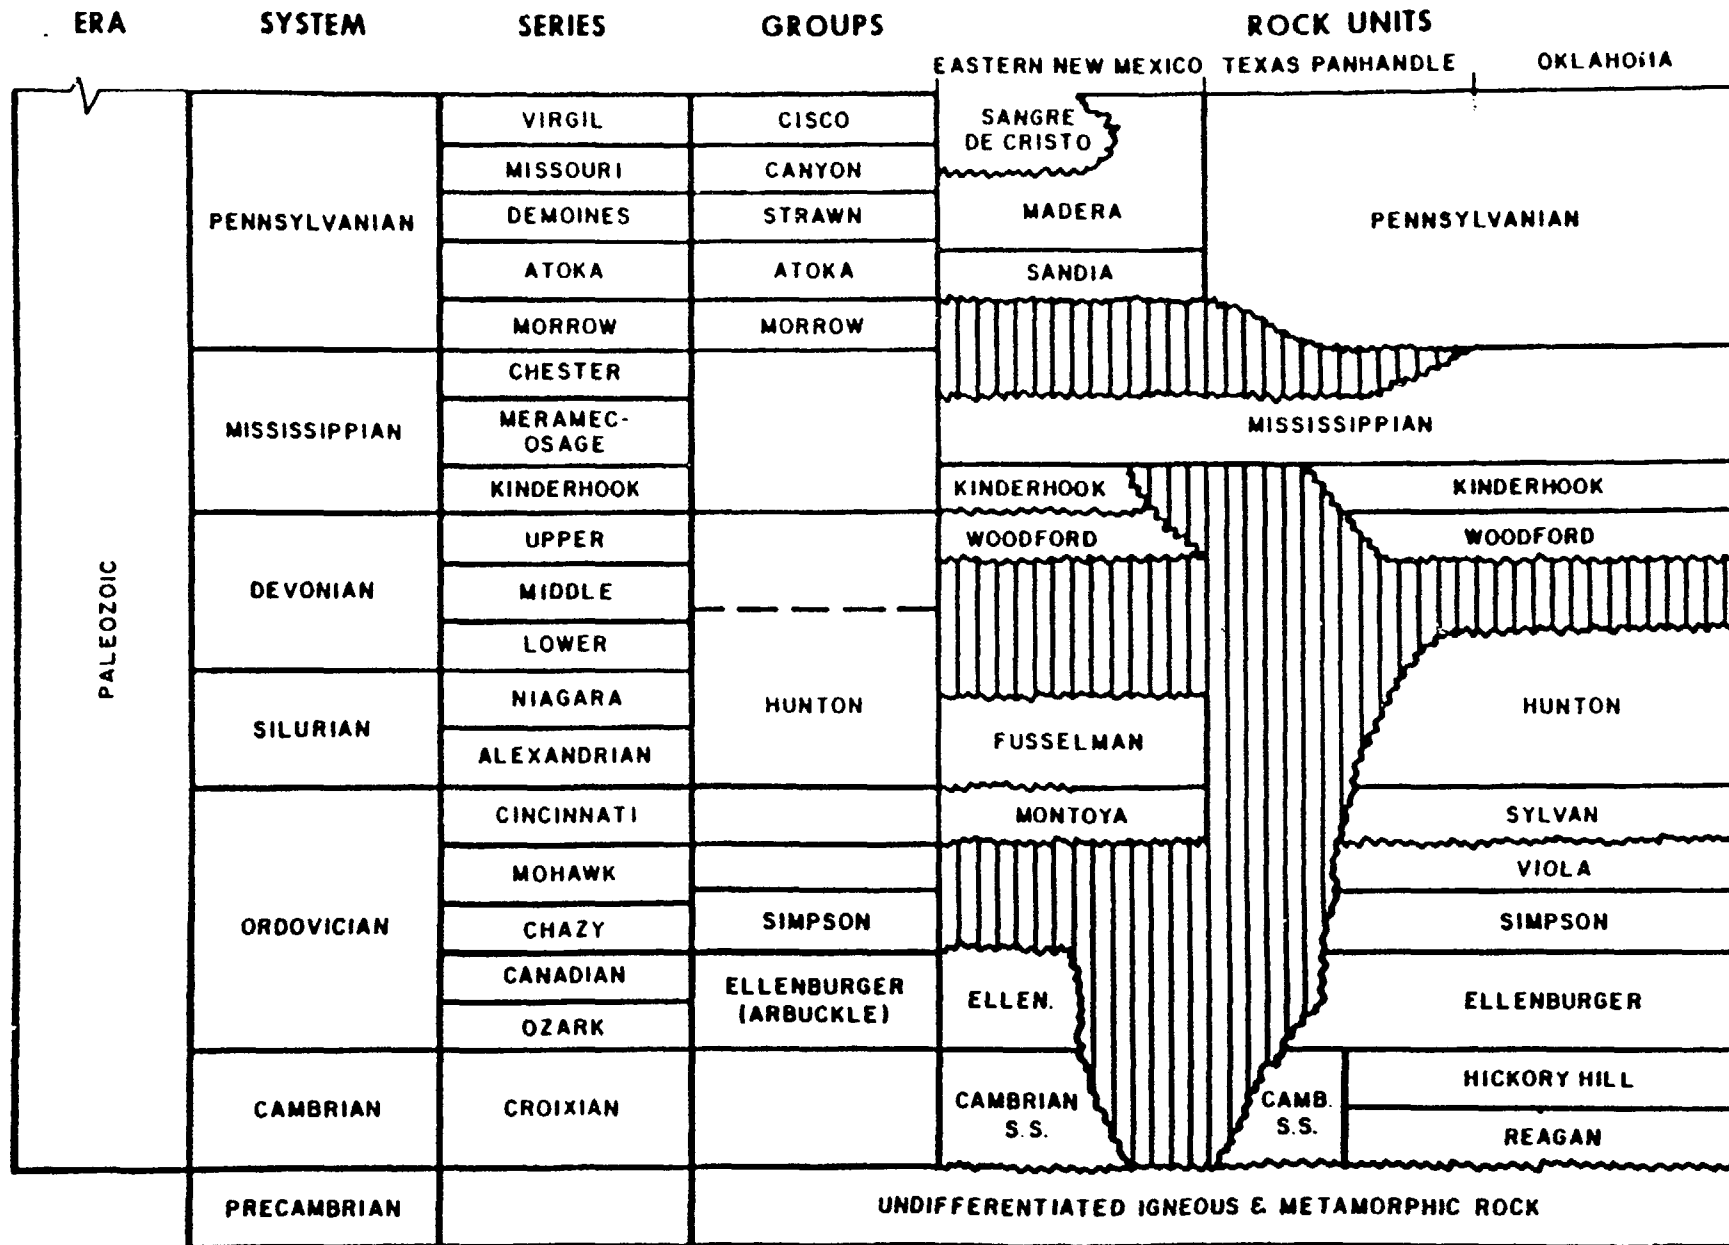 ERA SYSTEM SERIES GROUPS ROCK UNITS
EASTERN NEW MEXICO TEXAS PANHANDLE OKLAHOMA
PALEOZOIC
PENNSYLVANIAN
MISSISSIPPIAN
DEVONIAN
SILURIAN
ORDOVICIAN
CAMBRIAN
PRECAMBRIAN
VIRGIL
MISSOURI
DEMOINES
ATOKA
MORROW
CHESTER
MERAMEC-
OSAGE
KINDERHOOK
UPPER
MIDDLE
LOWER
NIAGARA
ALEXANDRIAN
CINCINNATI
MOHAWK
CHAZY
CANADIAN
OZARK
CROIXIAN
CISCO
CANYON
STRAWN
ATOKA
MORROW
HUNTON
SIMPSON
ELLENBURGER
(ARBUCKLE)
SANGRE
DE CRISTO
MADERA
SANDIA
PENNSYLVANIAN
MISSISSIPPIAN
KINDERHOOK
WOODFORD
FUSSELMAN
MONTOYA
ELLEN.
CAMBRIAN
S.S.
CAMB.
S.S.
KINDERHOOK
WOODFORD
HUNTON
SYLVAN
VIOLA
SIMPSON
ELLENBURGER
HICKORY HILL
REAGAN
UNDIFFERENTIATED IGNEOUS & METAMORPHIC ROCK